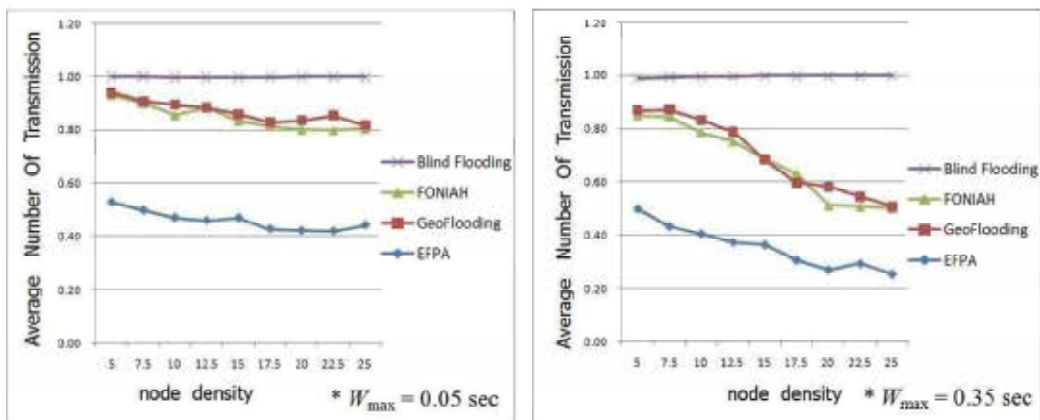 Average Number Of Transmission
1.20
1.00
0.80
0.60
0.40
0.20
0.00
5 7.5 10 12.5 15 17.5 20 22.5 25
node density
* Wmax = 0.05 sec
Blind Flooding
FONIAH
GeoFlooding
EFPA
Average Number Of Transmission
1.20
1.00
0.80
0.60
0.40
0.20
0.00
5 7.5 10 12.5 15 17.5 20 22.5 25
node density
* Wmax = 0.35 sec
Blind Flooding
FONIAH
GeoFlooding
EFPA